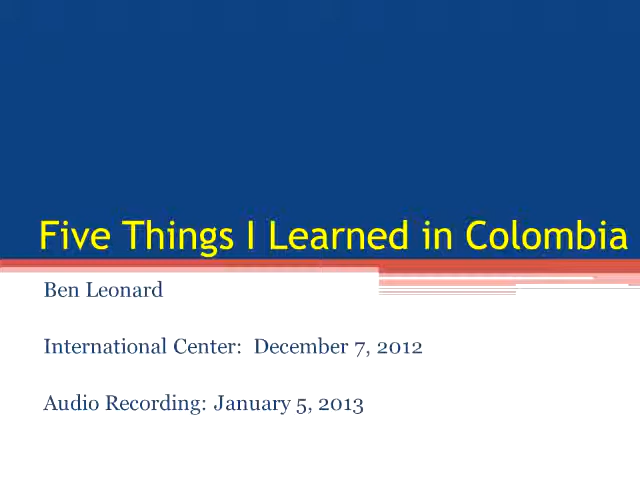 Five Things I Learned in Colombia
Ben Leonard
International Center:  December 7, 2012
Audio Recording: January 5, 2013